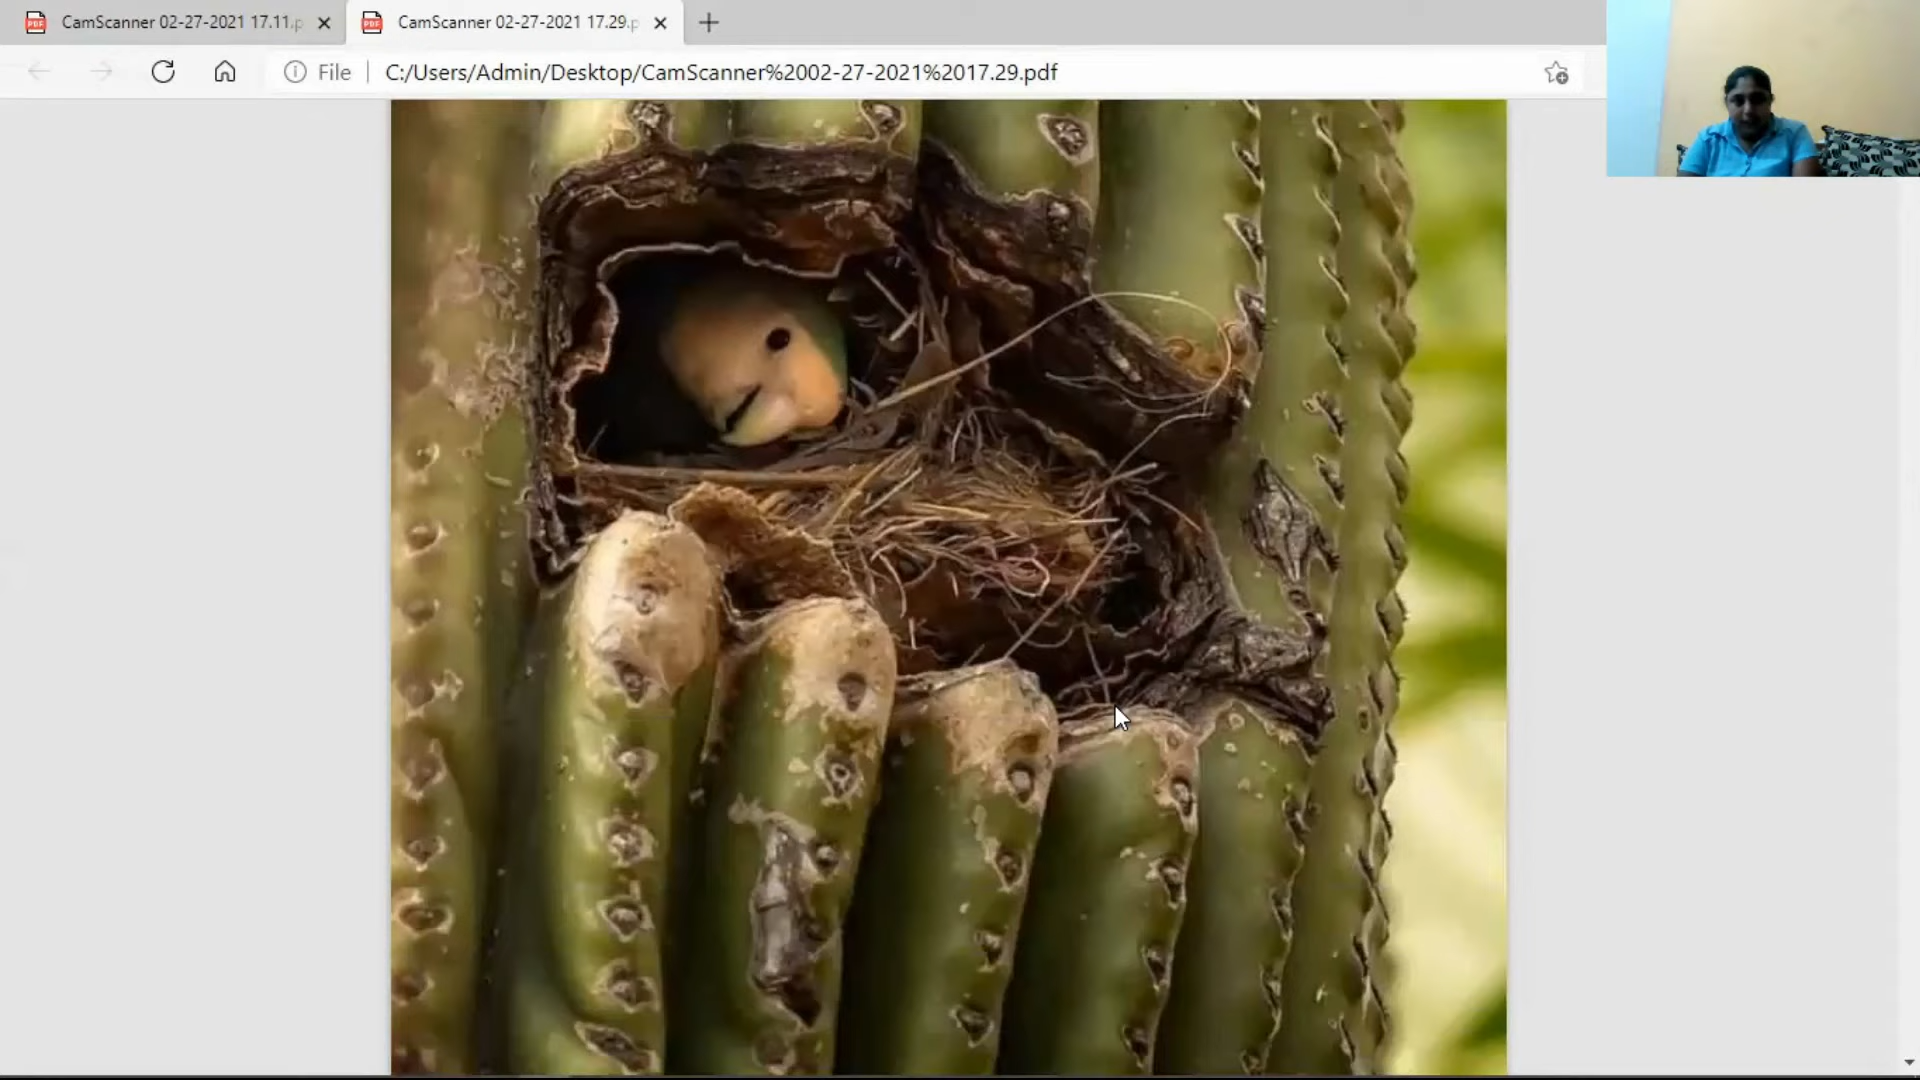 CamScanner 02-27-2021 17.11.p
CamScanner 02-27-2021 17.29.p
File
C:/Users/Admin/Desktop/CamScanner%2002-27-2021%2017.29.pdf